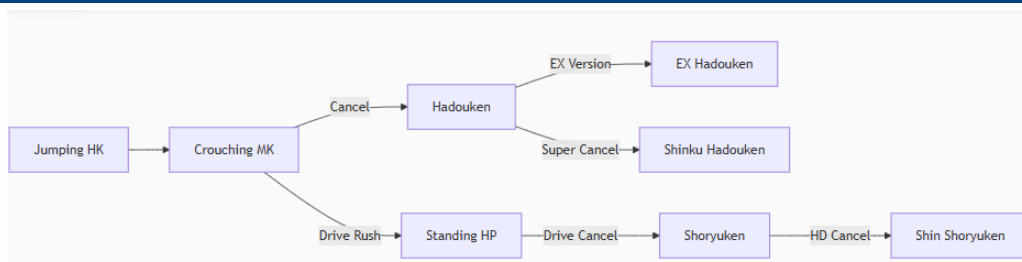 EX Version
EX Hadouken
Cancel
Hadouken
Jumping HK
Crouching MK
Super Cancel
Shinku Hadouken
Drive Rush
Standing HP
Drive Cancel
Shoryuken
HD Cancel
Shin Shoryuken